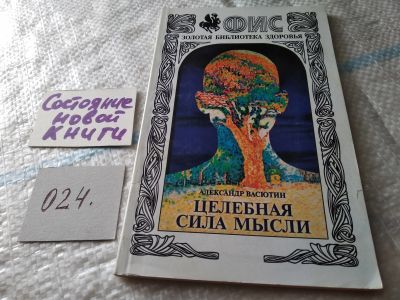 ФИС
ЗОЛОТАЯ БИБЛИОТЕКА ЗДОРОВЬЯ
АЛЕКСАНДР ВАСЮТИН
ЦЕЛЕБНАЯ
СИЛА МЫСЛИ
Состояние
новой
книги
024.